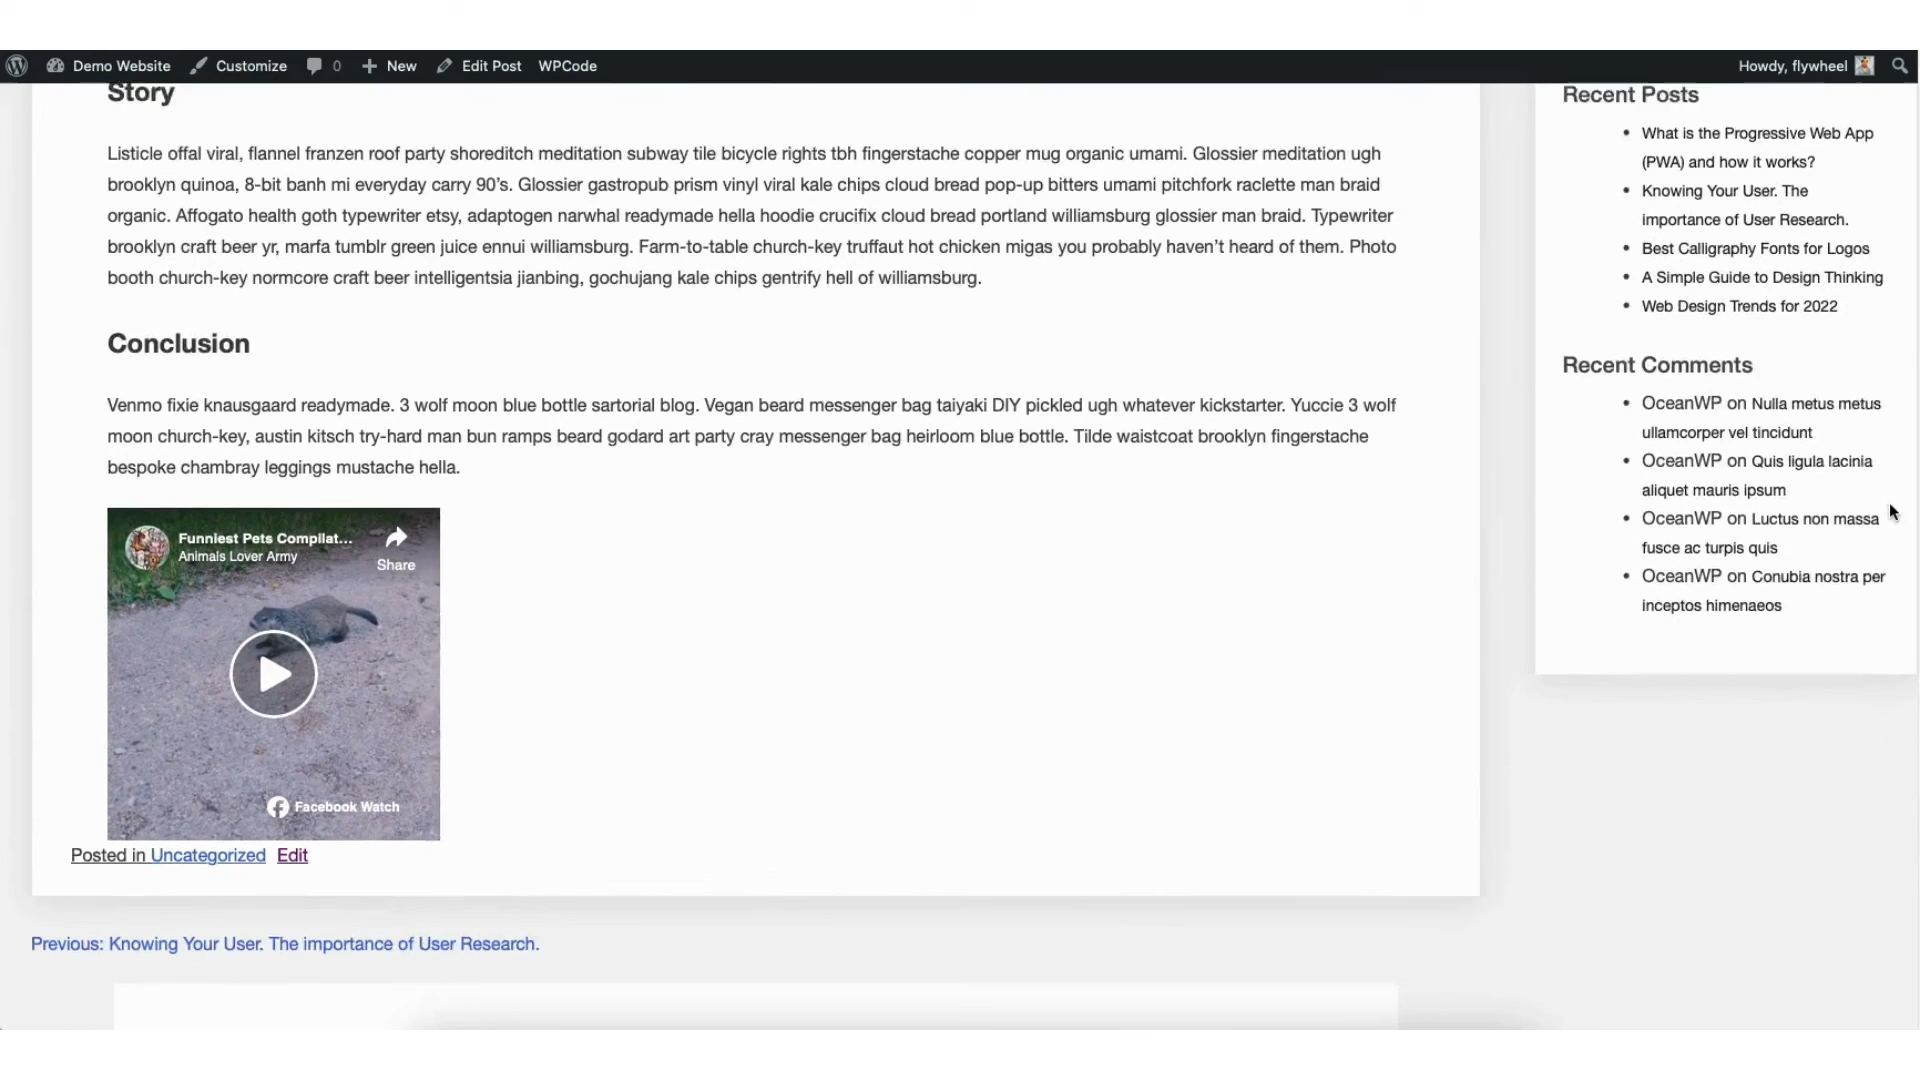 Demo Website Customize 0 New Edit Post WPCode Howdy, flywheel
Story
Listicle offal viral, flannel franzen roof party shoreditch meditation subway tile bicycle rights tbh fingerstache copper mug organic umami. Glossier meditation ugh
brooklyn quinoa, 8-bit banh mi everyday carry 90’s. Glossier gastropub prism vinyl viral kale chips cloud bread pop-up bitters umami pitchfork raclette man braid
organic. Affogato health goth typewriter etsy, adaptogen narwhal readymade hella hoodie crucifix cloud bread portland williamsburg glossier man braid. Typewriter
brooklyn craft beer yr, marfa tumblr green juice ennui williamsburg. Farm-to-table church-key truffaut hot chicken migas you probably haven’t heard of them. Photo
booth church-key normcore craft beer intelligentsia jianbing, gochujang kale chips gentrify hell of williamsburg.
Conclusion
Venmo fixie knausgaard readymade. 3 wolf moon blue bottle sartorial blog. Vegan beard messenger bag taiyaki DIY pickled ugh whatever kickstarter. Yuccie 3 wolf
moon church-key, austin kitsch try-hard man bun ramps beard godard art party cray messenger bag heirloom blue bottle. Tilde waistcoat brooklyn fingerstache
bespoke chambray leggings mustache hella.
Funniest Pets Compilat...
Animals Lover Army
Share
Facebook Watch
Posted in Uncategorized Edit
Previous: Knowing Your User. The importance of User Research.
Recent Posts
What is the Progressive Web App
(PWA) and how it works?
Knowing Your User. The
importance of User Research.
Best Calligraphy Fonts for Logos
A Simple Guide to Design Thinking
Web Design Trends for 2022
Recent Comments
OceanWP on Nulla metus metus
ullamcorper vel tincidunt
OceanWP on Quis ligula lacinia
aliquet mauris ipsum
OceanWP on Luctus non massa
fusce ac turpis quis
OceanWP on Conubia nostra per
inceptos himenaeos